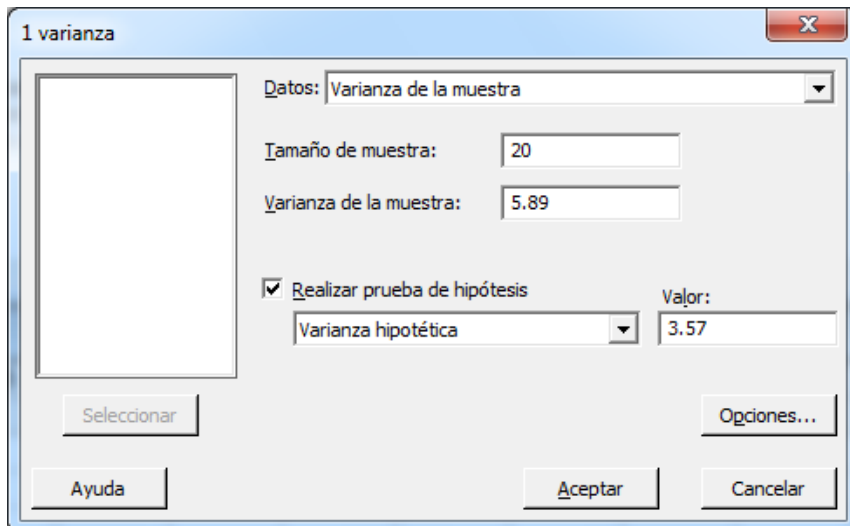 1 varianza
Datos: Varianza de la muestra
Tamaño de muestra: 20
Varianza de la muestra: 5.89
Realizar prueba de hipótesis
Valor:
Varianza hipotética 3.57
Seleccionar Opciones...
Ayuda Aceptar Cancelar